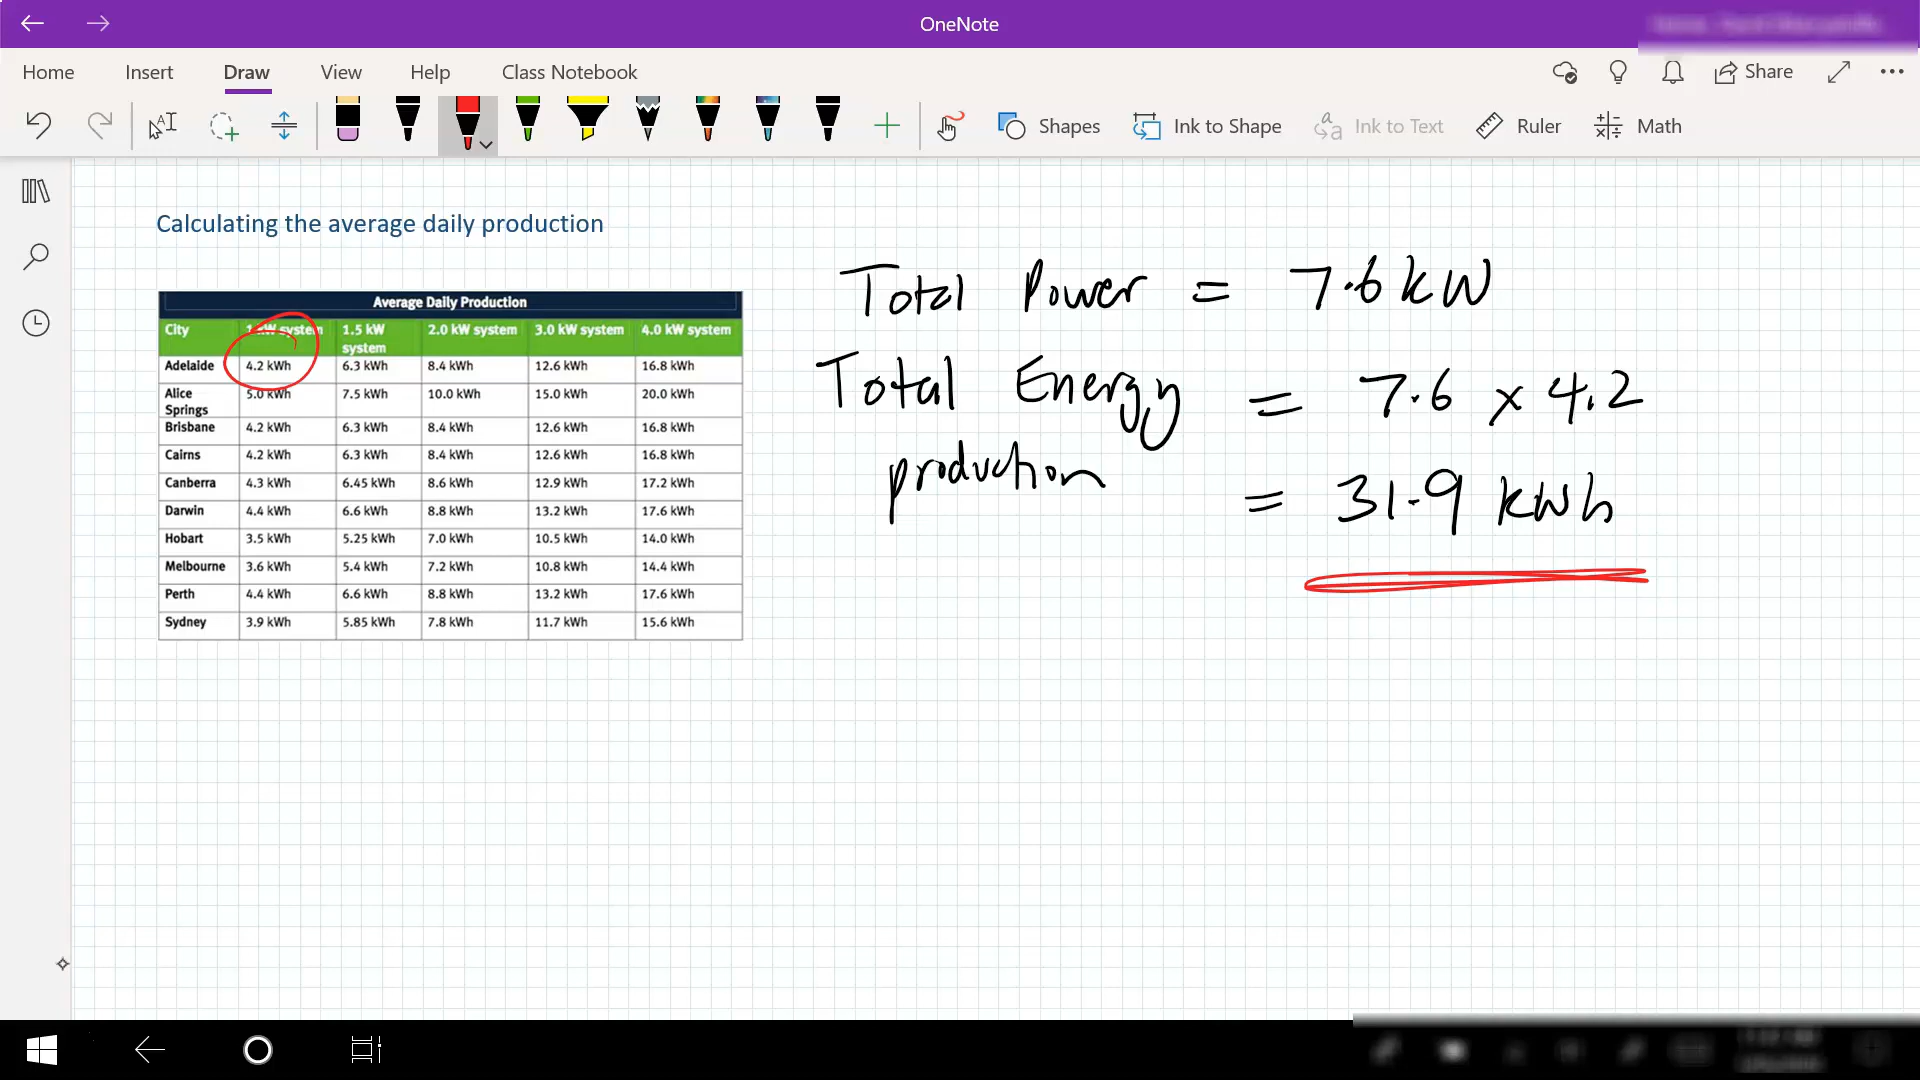 OneNote
Home Insert Draw View Help Class Notebook Share
Shapes Ink to Shape Ink to Text Ruler Math
Calculating the average daily production
Average Daily Production
City 1 kW system 1.5 kW system 2.0 kW system 3.0 kW system 4.0 kW system
Adelaide 4.2 kWh 6.3 kWh 8.4 kWh 12.6 kWh 16.8 kWh
Alice Springs 5.0 kWh 7.5 kWh 10.0 kWh 15.0 kWh 20.0 kWh
Brisbane 4.2 kWh 6.3 kWh 8.4 kWh 12.6 kWh 16.8 kWh
Cairns 4.2 kWh 6.3 kWh 8.4 kWh 12.6 kWh 16.8 kWh
Canberra 4.3 kWh 6.45 kWh 8.6 kWh 12.9 kWh 17.2 kWh
Darwin 4.4 kWh 6.6 kWh 8.8 kWh 13.2 kWh 17.6 kWh
Hobart 3.5 kWh 5.25 kWh 7.0 kWh 10.5 kWh 14.0 kWh
Melbourne 3.6 kWh 5.4 kWh 7.2 kWh 10.8 kWh 14.4 kWh
Perth 4.4 kWh 6.6 kWh 8.8 kWh 13.2 kWh 17.6 kWh
Sydney 3.9 kWh 5.85 kWh 7.8 kWh 11.7 kWh 15.6 kWh
Total Power = 7.6 kW
Total Energy = 7.6 x 4.2
production
= 31.9 kWh